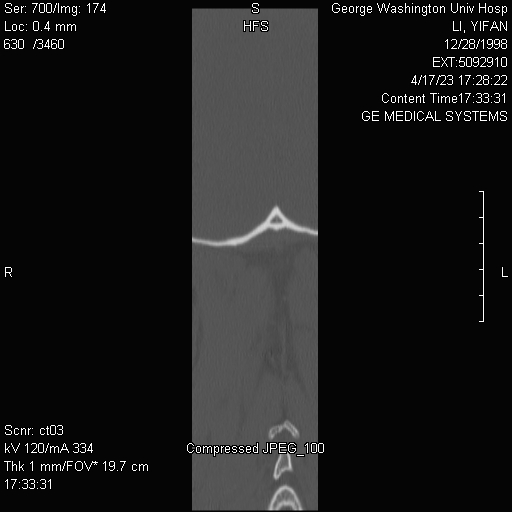 Ser: 700/Img: 174
Loc: 0.4 mm
630 /3460
S
HFS
George Washington Univ Hosp
LI, YIFAN
12/28/1998
EXT:5092910
4/17/23 17:28:22
Content Time17:33:31
GE MEDICAL SYSTEMS
R
L
Scnr: ct03
kV 120/mA 334
Thk 1 mm/FOV* 19.7 cm
17:33:31
Compressed JPEG_100